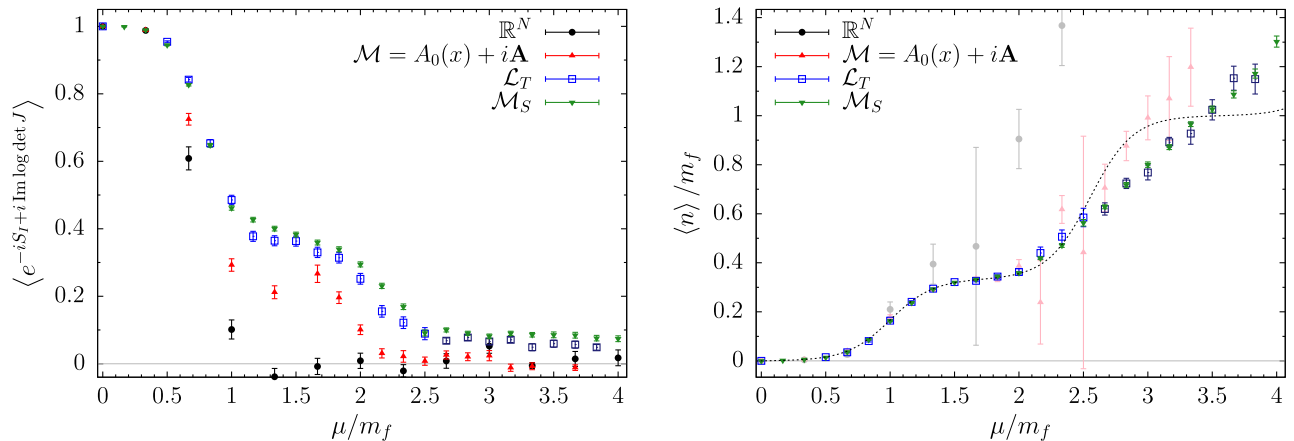 1
0.8
0.6
0.4
0.2
0
0
0.5
1
1.5
2
2.5
3
3.5
4
⟨e^{-iS_I+i Im log det J}⟩
μ/m_f
ℝ^N
ℳ = A_0(x) + i𝐀
ℒ_T
ℳ_S
1.4
1.2
1
0.8
0.6
0.4
0.2
0
0
0.5
1
1.5
2
2.5
3
3.5
4
⟨n⟩/m_f
μ/m_f
ℝ^N
ℳ = A_0(x) + i𝐀
ℒ_T
ℳ_S